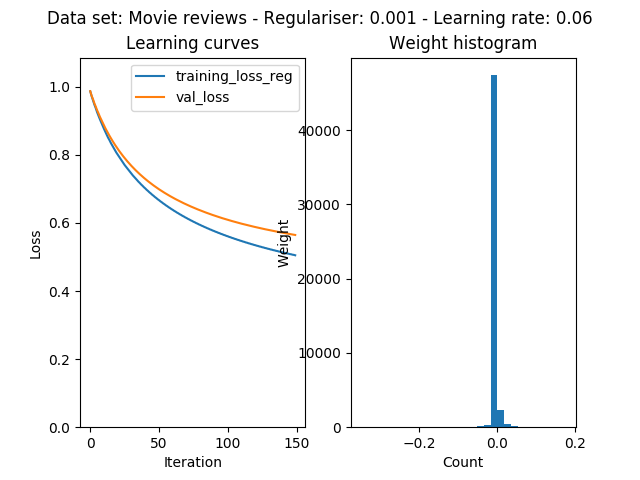 Data set: Movie reviews - Regulariser: 0.001 - Learning rate: 0.06
Learning curves
training_loss_reg
val_loss
1.0
0.8
0.6
0.4
0.2
0.0
Loss
0
50
100
150
Iteration
Weight histogram
40000
30000
20000
10000
0
Weight
−0.2
0.0
0.2
Count